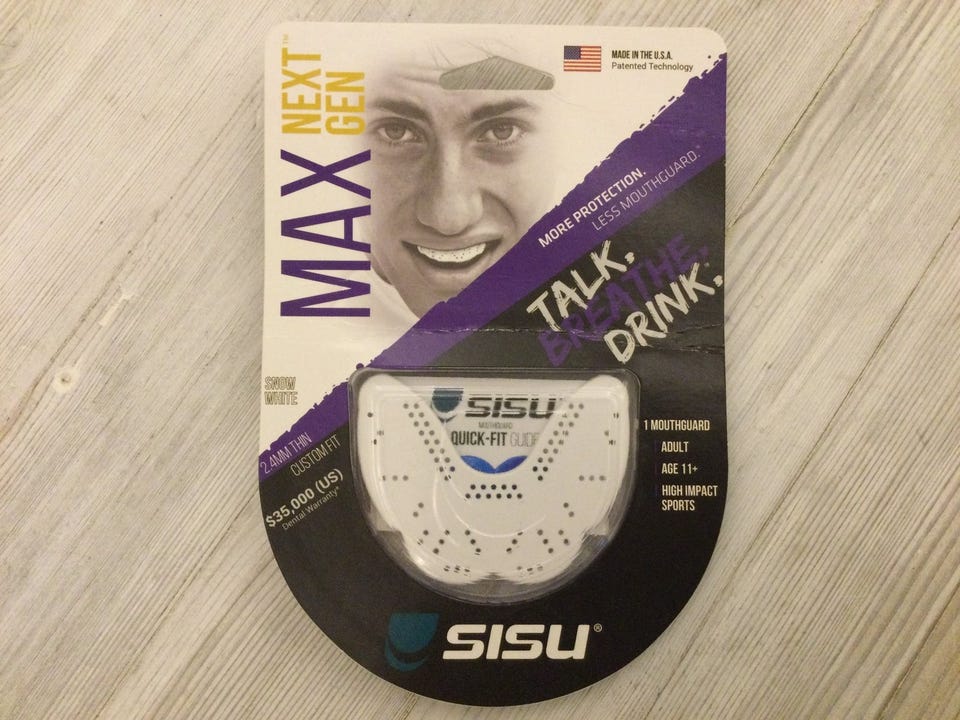 MAX
NEXT
GEN™
MADE IN THE U.S.A.
Patented Technology
MORE PROTECTION.
LESS MOUTHGUARD.®
TALK.
BREATHE.
DRINK.
SNOW
WHITE
2.4MM THIN
CUSTOM FIT
$35,000 (US)
Dental Warranty*
SISU
MOUTHGUARD
QUICK-FIT GUIDE
1 MOUTHGUARD
ADULT
AGE 11+
HIGH IMPACT
SPORTS
SISU®